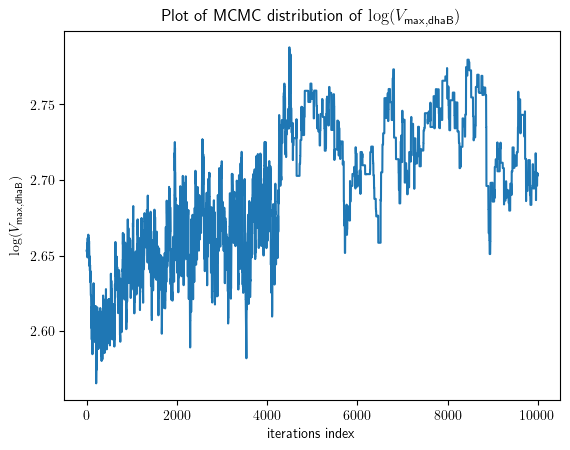 Plot of MCMC distribution of log(V_max,dhaB)
log(V_max,dhaB)
2.75
2.70
2.65
2.60
0 2000 4000 6000 8000 10000
iterations index